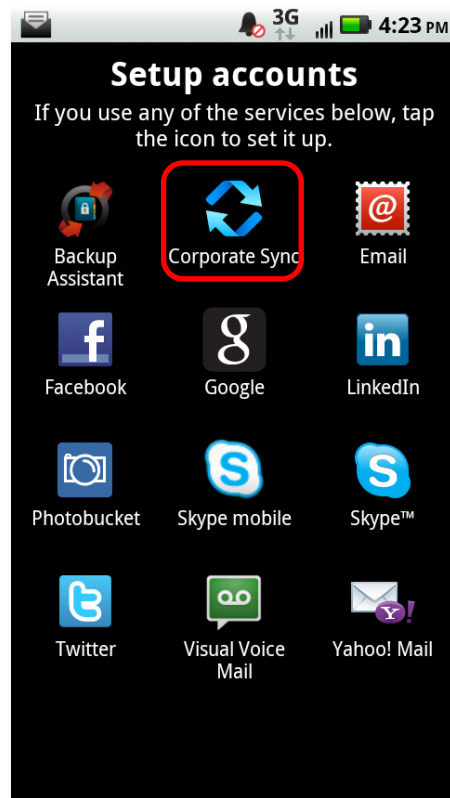 3G 4:23 PM
Setup accounts
If you use any of the services below, tap
the icon to set it up.
Backup Assistant
Corporate Sync
Email
Facebook
Google
LinkedIn
Photobucket
Skype mobile
Skype™
Twitter
Visual Voice Mail
Yahoo! Mail